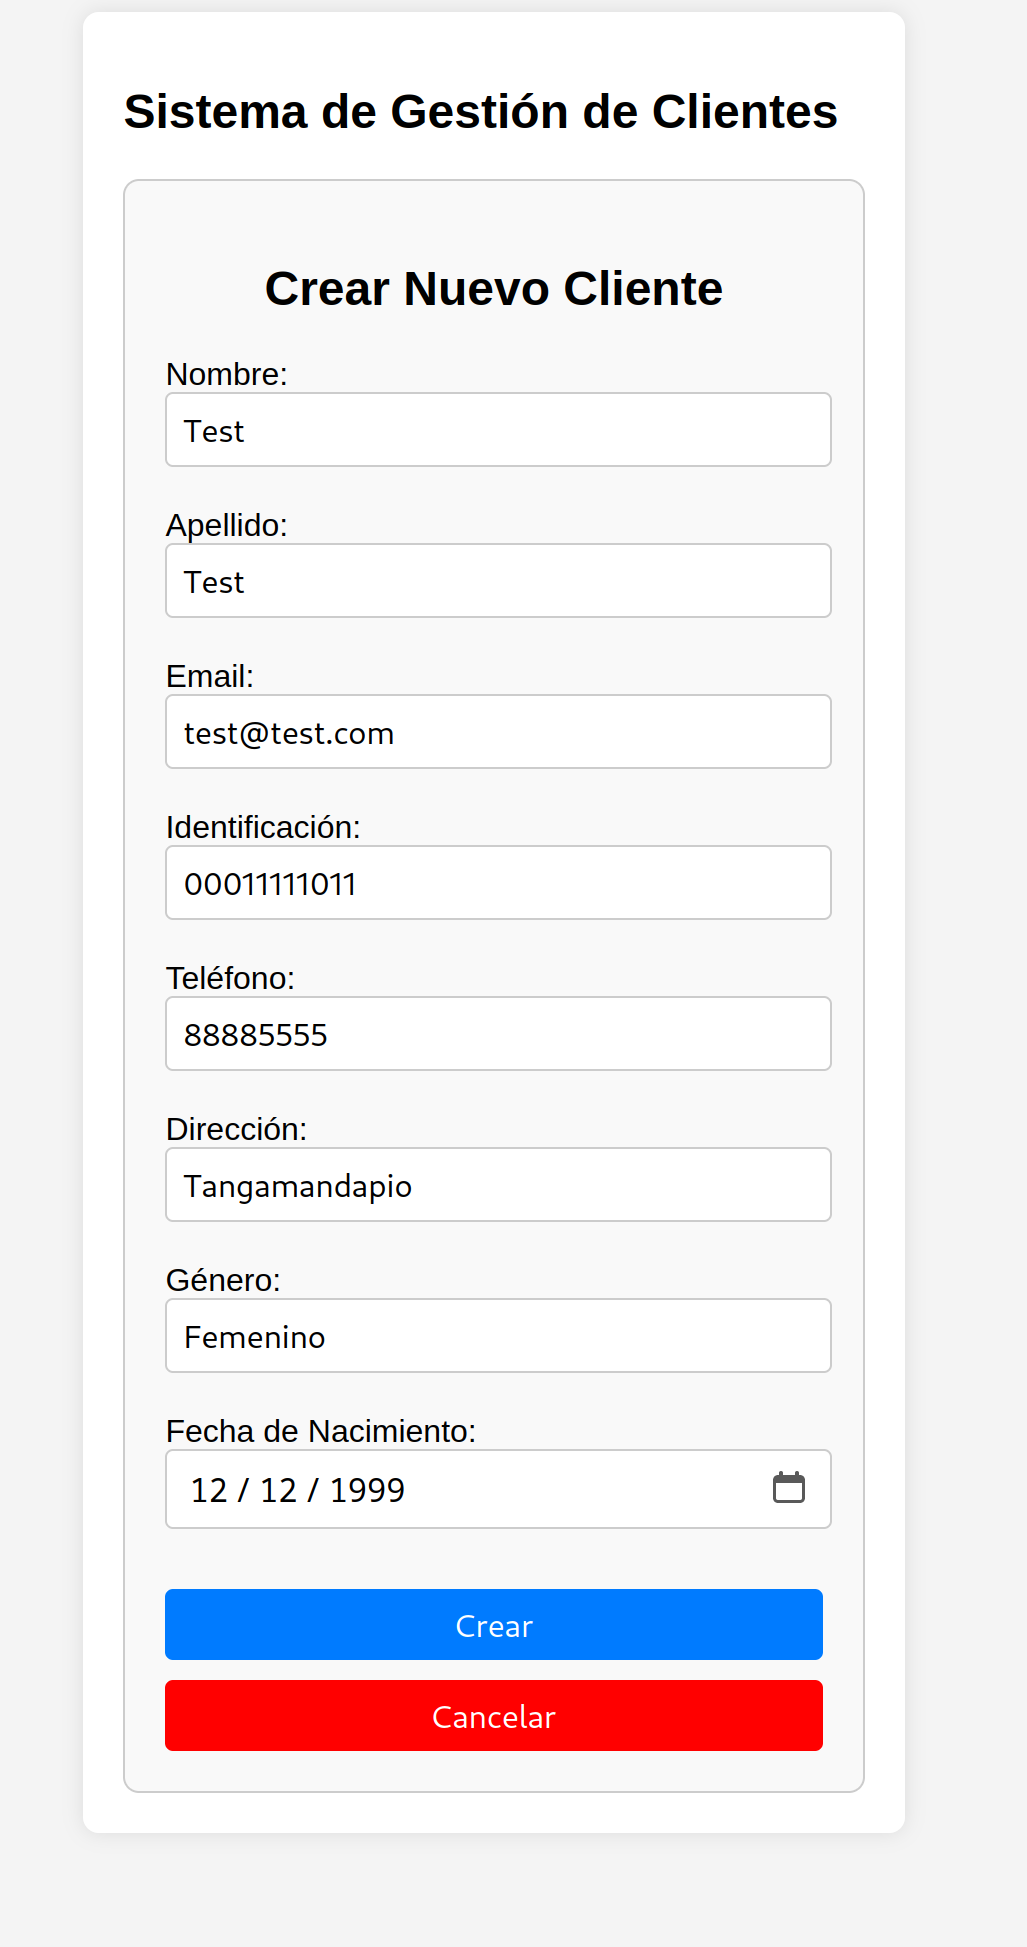 Sistema de Gestión de Clientes
Crear Nuevo Cliente
Nombre:
Test
Apellido:
Test
Email:
test@test.com
Identificación:
00011111011
Teléfono:
88885555
Dirección:
Tangamandapio
Género:
Femenino
Fecha de Nacimiento:
12 / 12 / 1999
Crear
Cancelar